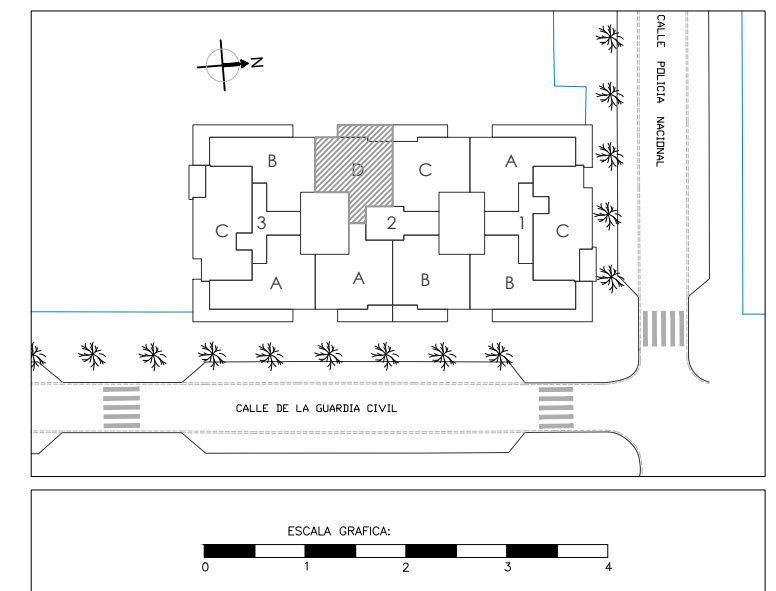 N
CALLE POLICIA NACIONAL
B
D
C
A
C
3
2
1
C
A
A
B
B
CALLE DE LA GUARDIA CIVIL
ESCALA GRAFICA:
0 1 2 3 4